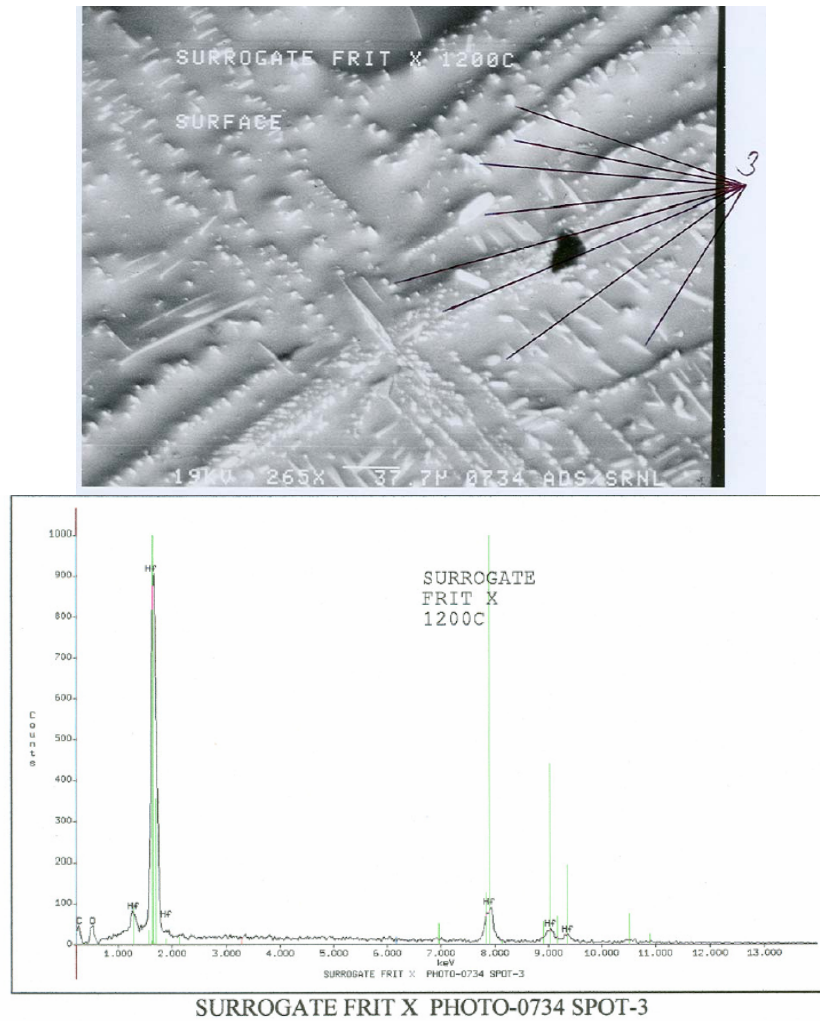 SURROGATE FRIT X 1200C
SURFACE
3
19KV 265X 37.7µ 0734 ADS/SRNL
1000
900
800
700
600
500
400
300
200
100
0
Counts
Hf
SURROGATE
FRIT X
1200C
C O Hf Hf Hf Hf Hf
1.000 2.000 3.000 4.000 5.000 6.000 7.000 8.000 9.000 10.000 11.000 12.000 13.000
keV
SURROGATE FRIT X PHOTO-0734 SPOT-3
SURROGATE FRIT X PHOTO-0734 SPOT-3